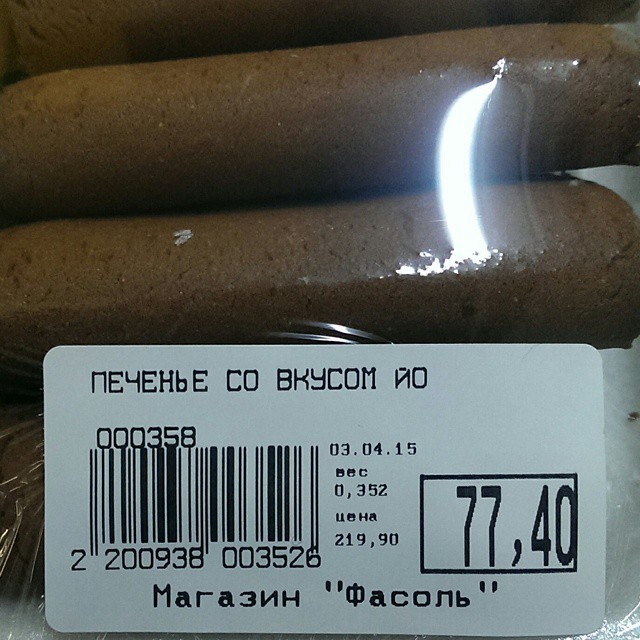 ПЕЧЕНЬЕ СО ВКУСОМ ЙО
000358
03.04.15
вес
0,352
цена
219,90
77,40
2 200938 003526
Магазин "Фасоль"